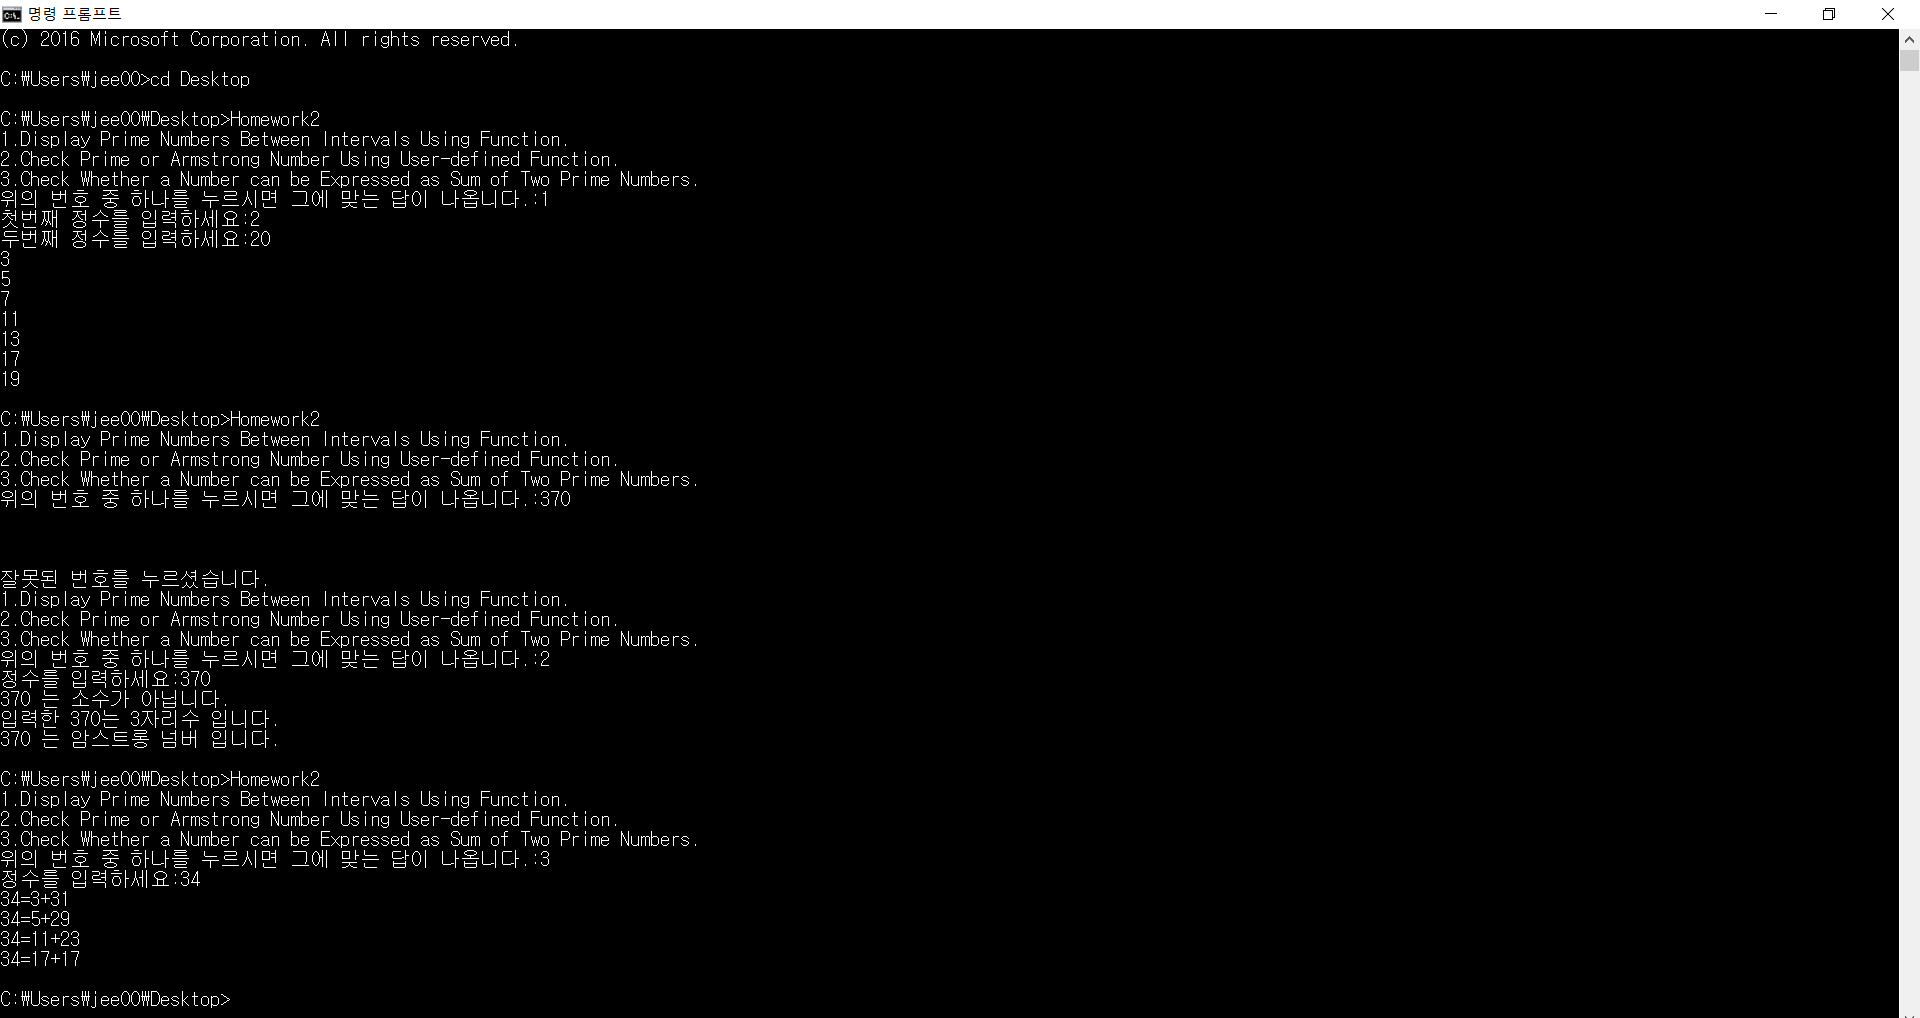 명령 프롬프트
(c) 2016 Microsoft Corporation. All rights reserved.
C:₩Users₩jee00>cd Desktop
C:₩Users₩jee00₩Desktop>Homework2
1.Display Prime Numbers Between Intervals Using Function.
2.Check Prime or Armstrong Number Using User-defined Function.
3.Check Whether a Number can be Expressed as Sum of Two Prime Numbers.
위의 번호 중 하나를 누르시면 그에 맞는 답이 나옵니다.:1
첫번째 정수를 입력하세요:2
두번째 정수를 입력하세요:20
3
5
7
11
13
17
19
C:₩Users₩jee00₩Desktop>Homework2
1.Display Prime Numbers Between Intervals Using Function.
2.Check Prime or Armstrong Number Using User-defined Function.
3.Check Whether a Number can be Expressed as Sum of Two Prime Numbers.
위의 번호 중 하나를 누르시면 그에 맞는 답이 나옵니다.:370
잘못된 번호를 누르셨습니다.
1.Display Prime Numbers Between Intervals Using Function.
2.Check Prime or Armstrong Number Using User-defined Function.
3.Check Whether a Number can be Expressed as Sum of Two Prime Numbers.
위의 번호 중 하나를 누르시면 그에 맞는 답이 나옵니다.:2
정수를 입력하세요:370
370 는 소수가 아닙니다.
입력한 370는 3자리수 입니다.
370 는 암스트롱 넘버 입니다.
C:₩Users₩jee00₩Desktop>Homework2
1.Display Prime Numbers Between Intervals Using Function.
2.Check Prime or Armstrong Number Using User-defined Function.
3.Check Whether a Number can be Expressed as Sum of Two Prime Numbers.
위의 번호 중 하나를 누르시면 그에 맞는 답이 나옵니다.:3
정수를 입력하세요:34
34=3+31
34=5+29
34=11+23
34=17+17
C:₩Users₩jee00₩Desktop>